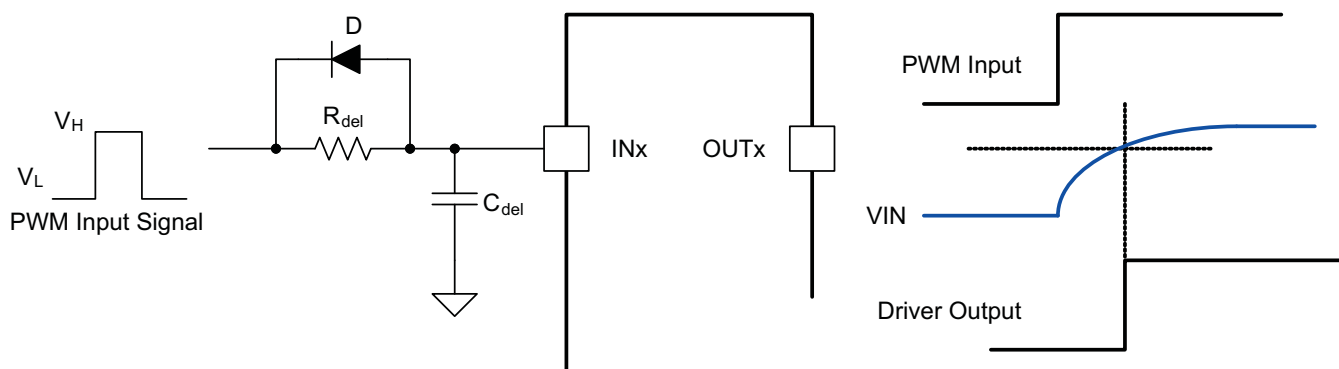 D
R_del
V_H
V_L
PWM Input Signal
C_del
INx
OUTx
PWM Input
VIN
Driver Output